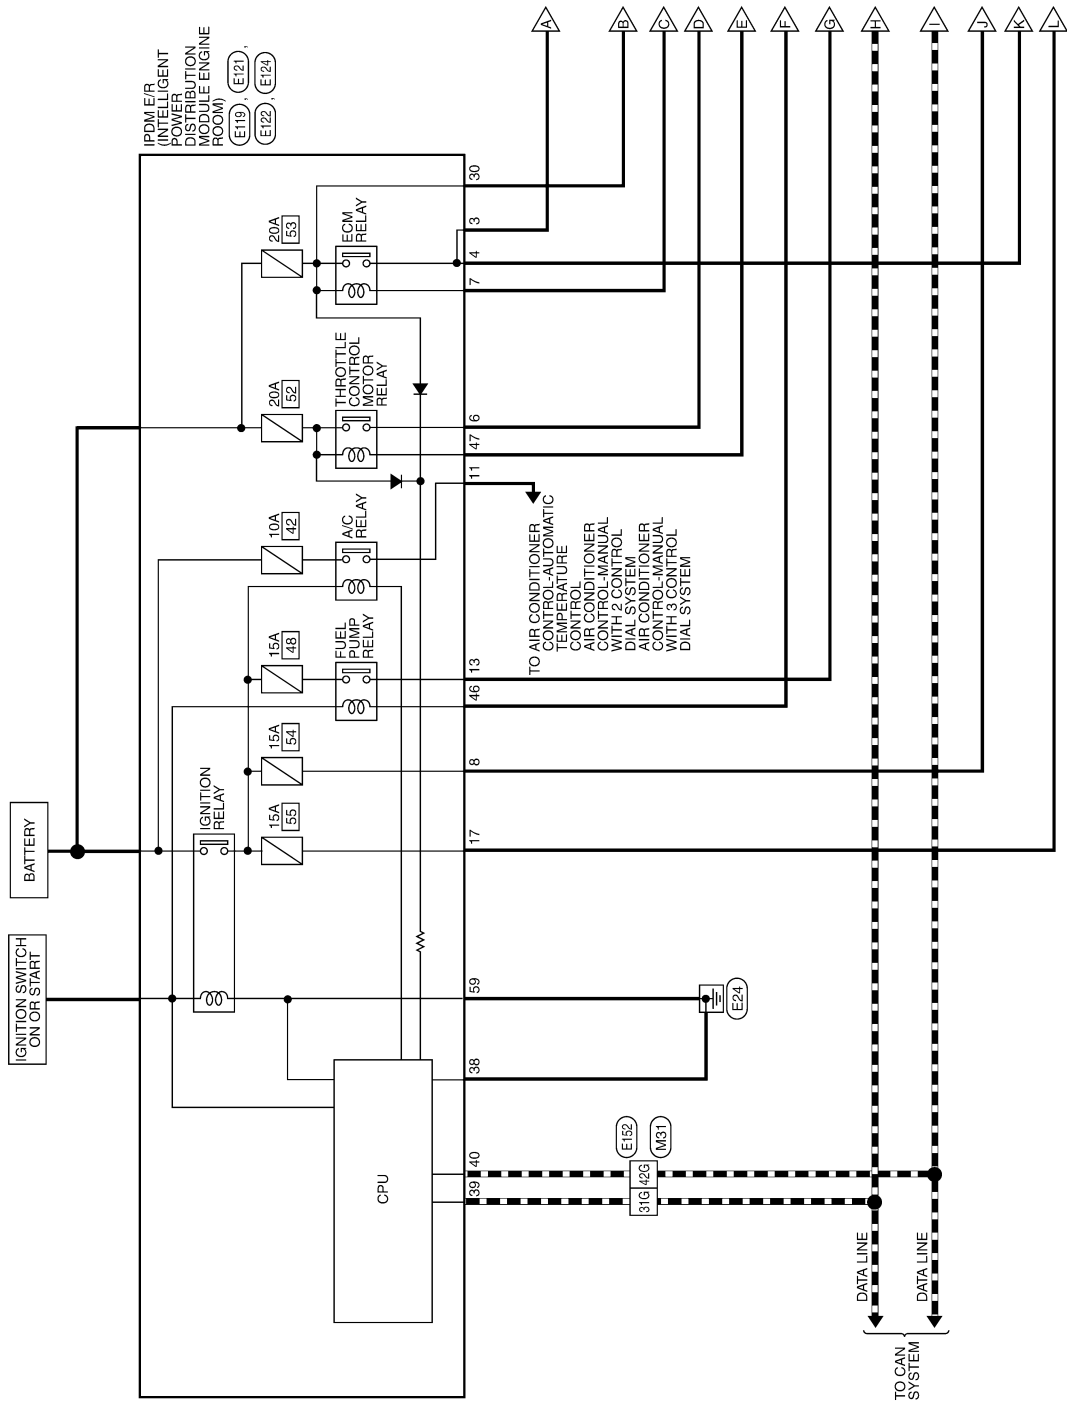 IPDM E/R
(INTELLIGENT
POWER
DISTRIBUTION
MODULE ENGINE
ROOM)
E119 , E121 ,
E122 , E124
BATTERY
IGNITION SWITCH
ON OR START
20A
53
ECM
RELAY
20A
52
THROTTLE
CONTROL
MOTOR
RELAY
10A
42
A/C
RELAY
15A
48
FUEL
PUMP
RELAY
15A
54
15A
55
IGNITION
RELAY
CPU
30
3
4
7
6
47
11
13
46
8
17
59
38
40
39
TO AIR CONDITIONER
CONTROL-AUTOMATIC
TEMPERATURE
CONTROL
AIR CONDITIONER
CONTROL-MANUAL
WITH 2 CONTROL
DIAL SYSTEM
AIR CONDITIONER
CONTROL-MANUAL
WITH 3 CONTROL
DIAL SYSTEM
E24
E152
M31
31G 42G
DATA LINE
DATA LINE
TO CAN
SYSTEM
A
B
C
D
E
F
G
H
I
J
K
L